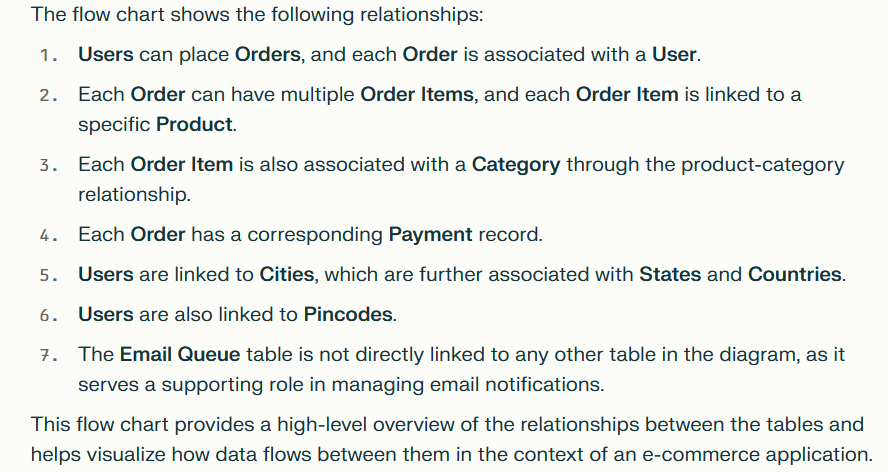 The flow chart shows the following relationships:
1. Users can place Orders, and each Order is associated with a User.
2. Each Order can have multiple Order Items, and each Order Item is linked to a
specific Product.
3. Each Order Item is also associated with a Category through the product-category
relationship.
4. Each Order has a corresponding Payment record.
5. Users are linked to Cities, which are further associated with States and Countries.
6. Users are also linked to Pincodes.
7. The Email Queue table is not directly linked to any other table in the diagram, as it
serves a supporting role in managing email notifications.
This flow chart provides a high-level overview of the relationships between the tables and
helps visualize how data flows between them in the context of an e-commerce application.